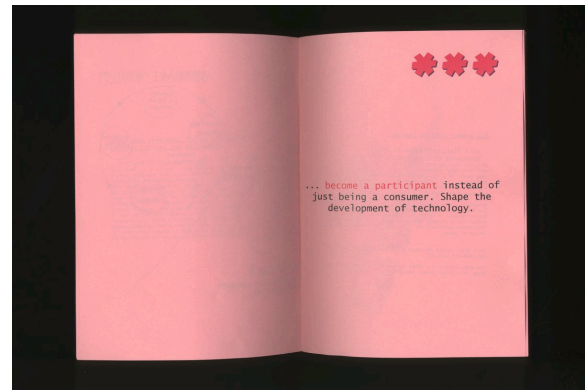 ***
... become a participant instead of
just being a consumer. Shape the
development of technology.